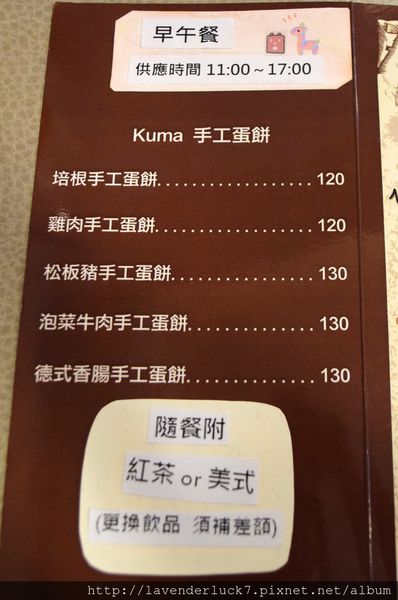 早午餐
供應時間 11:00～17:00
Kuma 手工蛋餅
培根手工蛋餅.................. 120
雞肉手工蛋餅.................. 120
松板豬手工蛋餅................ 130
泡菜牛肉手工蛋餅.............. 130
德式香腸手工蛋餅.............. 130
隨餐附
紅茶 or 美式
(更換飲品 須補差額)
http://lavenderluck7.pixnet.net/album